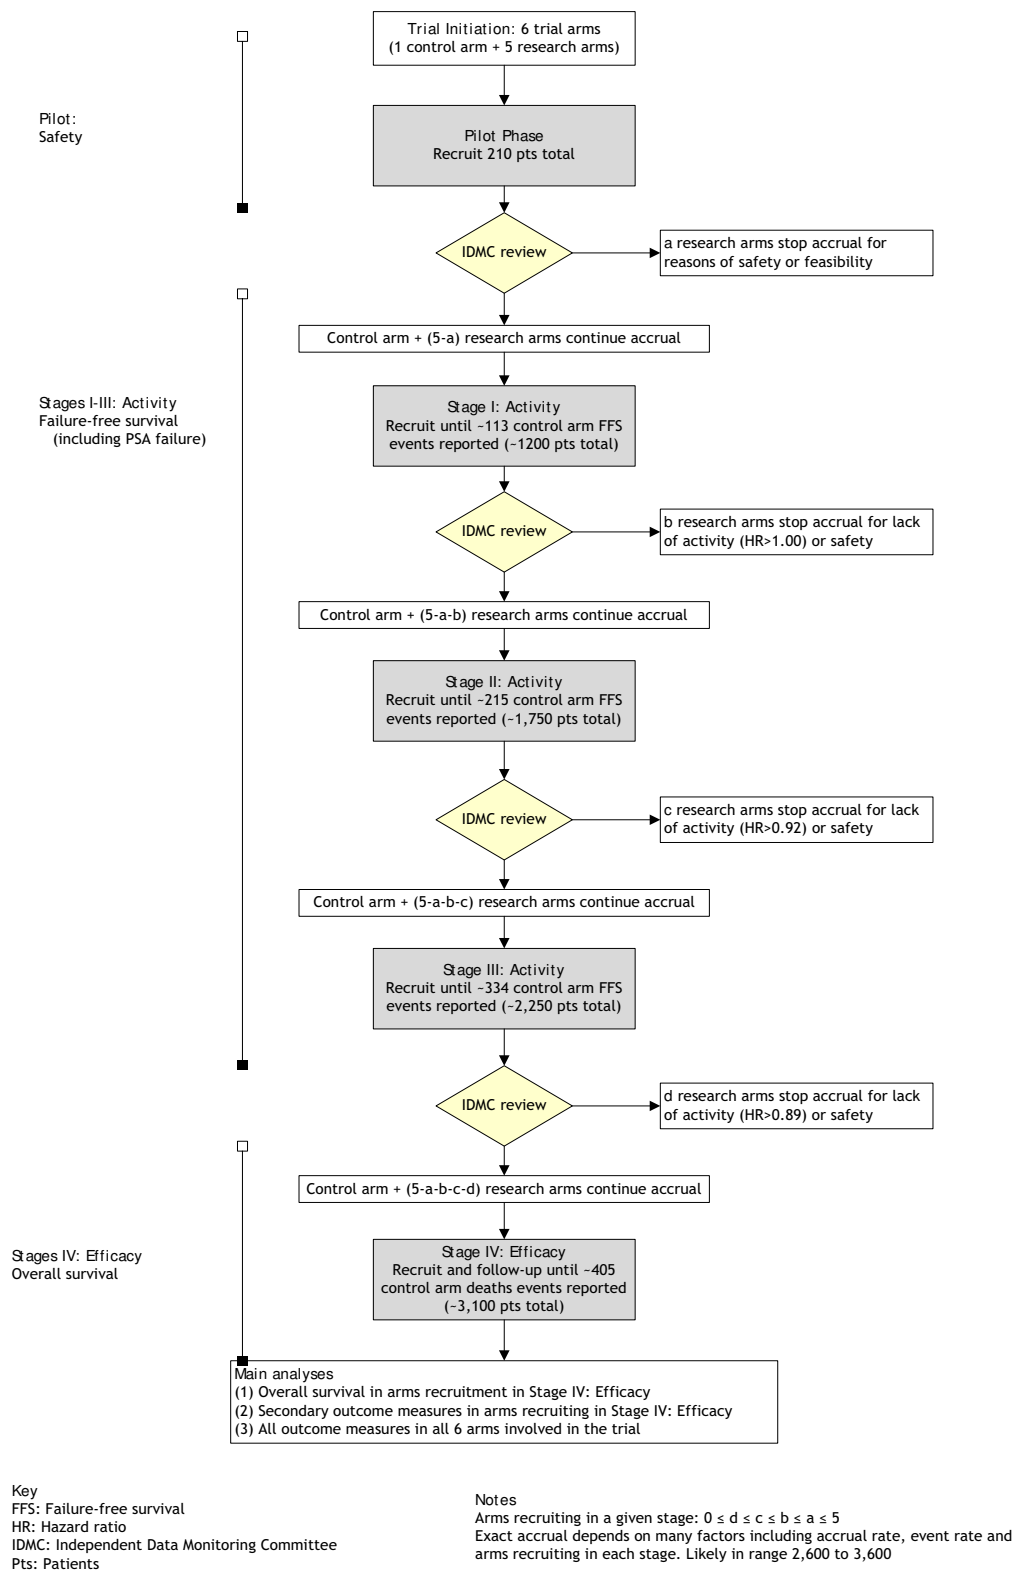 Trial Initiation: 6 trial arms
(1 control arm + 5 research arms)
Pilot:
Safety
Pilot Phase
Recruit 210 pts total
IDMC review
a research arms stop accrual for
reasons of safety or feasibility
Control arm + (5-a) research arms continue accrual
Stages I-III: Activity
Failure-free survival
(including PSA failure)
Stage I: Activity
Recruit until ~113 control arm FFS
events reported (~1200 pts total)
IDMC review
b research arms stop accrual for lack
of activity (HR>1.00) or safety
Control arm + (5-a-b) research arms continue accrual
Stage II: Activity
Recruit until ~215 control arm FFS
events reported (~1,750 pts total)
IDMC review
c research arms stop accrual for lack
of activity (HR>0.92) or safety
Control arm + (5-a-b-c) research arms continue accrual
Stage III: Activity
Recruit until ~334 control arm FFS
events reported (~2,250 pts total)
IDMC review
d research arms stop accrual for lack
of activity (HR>0.89) or safety
Control arm + (5-a-b-c-d) research arms continue accrual
Stages IV: Efficacy
Overall survival
Stage IV: Efficacy
Recruit and follow-up until ~405
control arm deaths events reported
(~3,100 pts total)
Main analyses
(1) Overall survival in arms recruitment in Stage IV: Efficacy
(2) Secondary outcome measures in arms recruiting in Stage IV: Efficacy
(3) All outcome measures in all 6 arms involved in the trial
Key
FFS: Failure-free survival
HR: Hazard ratio
IDMC: Independent Data Monitoring Committee
Pts: Patients
Notes
Arms recruiting in a given stage: 0 ≤ d ≤ c ≤ b ≤ a ≤ 5
Exact accrual depends on many factors including accrual rate, event rate and
arms recruiting in each stage. Likely in range 2,600 to 3,600